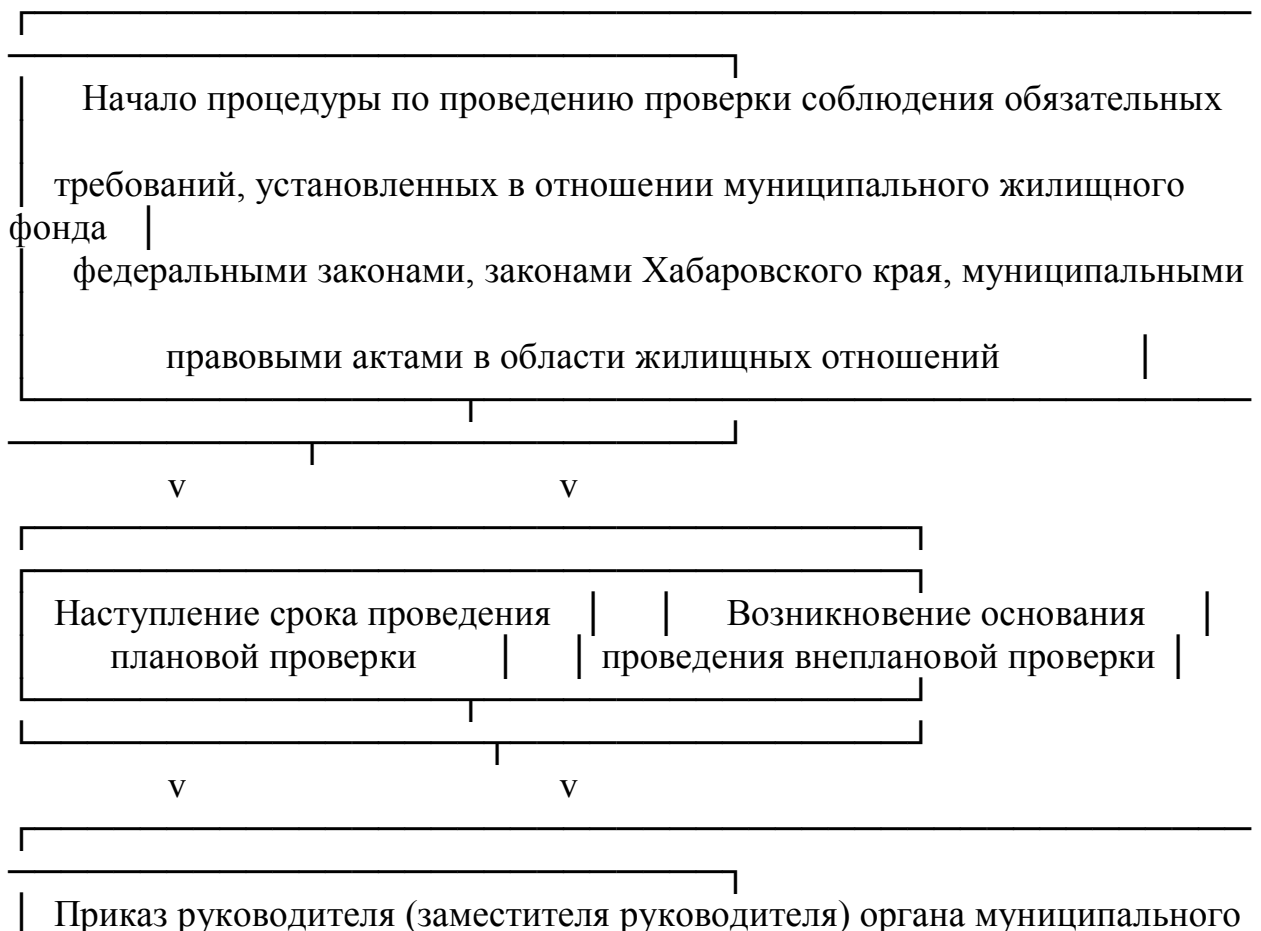 Начало процедуры по проведению проверки соблюдения обязательных
требований, установленных в отношении муниципального жилищного
фонда
федеральными законами, законами Хабаровского края, муниципальными
правовыми актами в области жилищных отношений
v v
Наступление срока проведения Возникновение основания
плановой проверки проведения внеплановой проверки
v v
Приказ руководителя (заместителя руководителя) органа муниципального